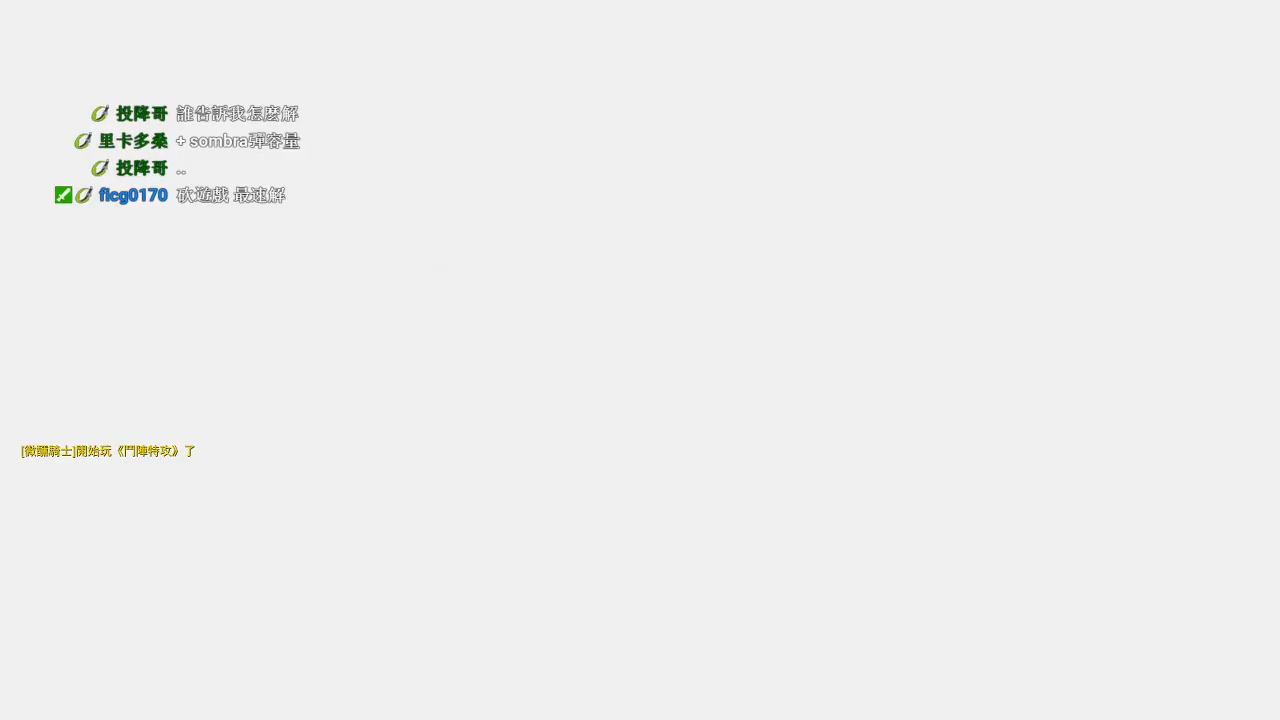 投降哥 誰告訴我怎麼解
里卡多桑 + sombra彈容量
投降哥 ..
ficg0170 砍遊戲 最速解
[微醺騎士]開始玩《鬥陣特攻》了